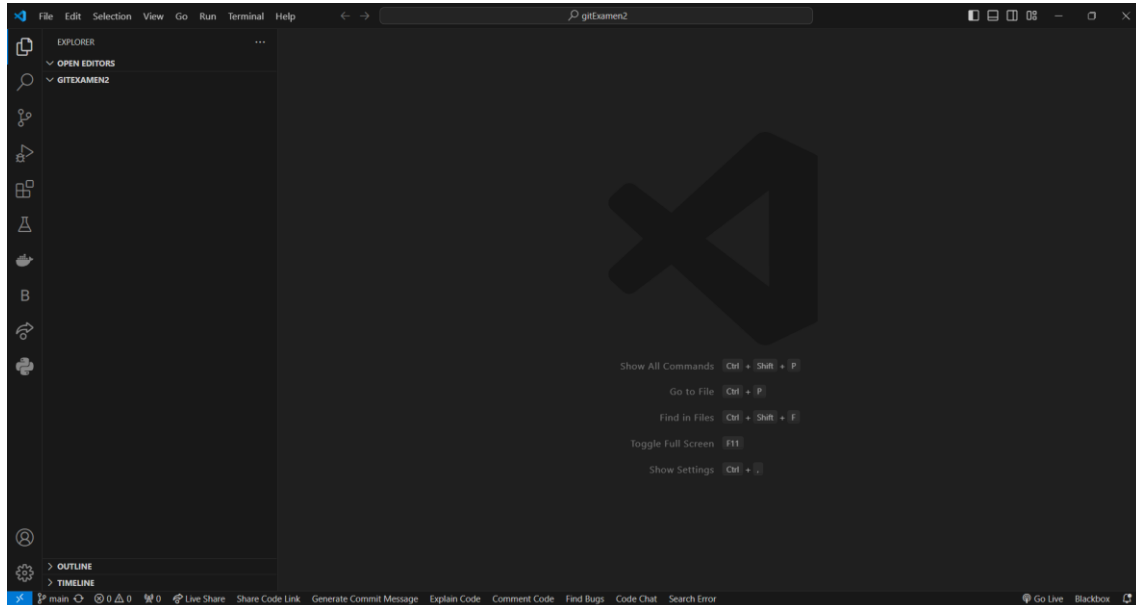 File Edit Selection View Go Run Terminal Help
gitExamen2
EXPLORER
OPEN EDITORS
GITEXAMEN2
B
Show All Commands Ctrl + Shift + P
Go to File Ctrl + P
Find in Files Ctrl + Shift + F
Toggle Full Screen F11
Show Settings Ctrl + ,
OUTLINE
TIMELINE
main 0 0 0 Live Share Share Code Link Generate Commit Message Explain Code Comment Code Find Bugs Code Chat Search Error Go Live Blackbox